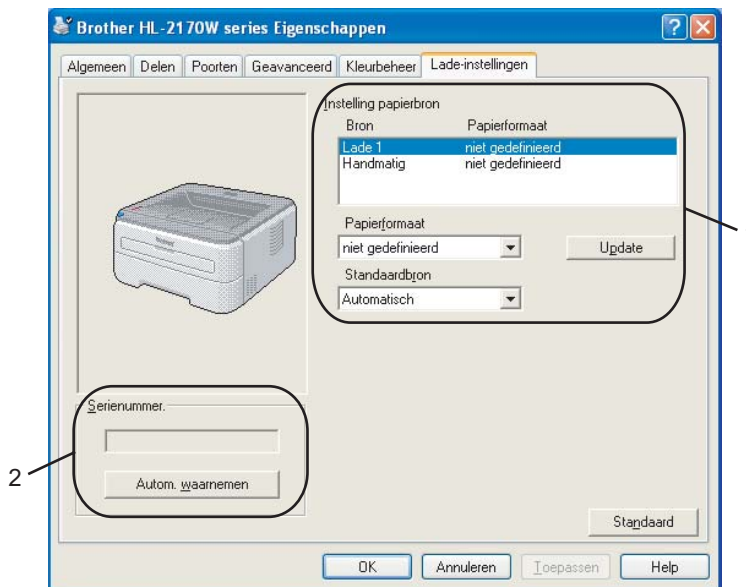 Brother HL-2170W series Eigenschappen
Algemeen Delen Poorten Geavanceerd Kleurbeheer Lade-instellingen
Instelling papierbron
Bron Papierformaat
Lade 1 niet gedefinieerd
Handmatig niet gedefinieerd
Papierformaat
niet gedefinieerd Update
Standaardbron
Automatisch
Serienummer.
2
Autom. waarnemen
Standaard
OK Annuleren Toepassen Help